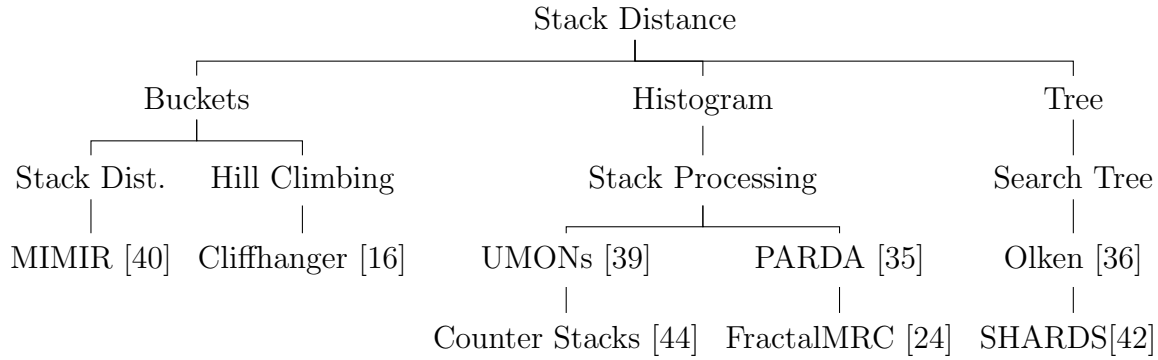 Stack Distance
Buckets Histogram Tree
Stack Dist. Hill Climbing Stack Processing Search Tree
MIMIR [40] Cliffhanger [16] UMONs [39] PARDA [35] Olken [36]
Counter Stacks [44] FractalMRC [24] SHARDS[42]